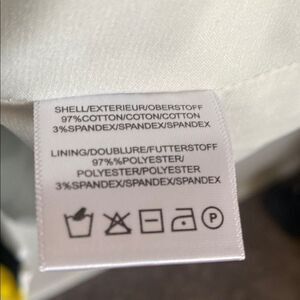 SHELL/EXTERIEUR/OBERSTOFF
97%COTTON/COTON/COTTON
3%SPANDEX/SPANDEX/SPANDEX
LINING/DOUBLURE/FUTTERSTOFF
97%%POLYESTER/
POLYESTER/POLYESTER
3%SPANDEX/SPANDEX/SPANDEX
P